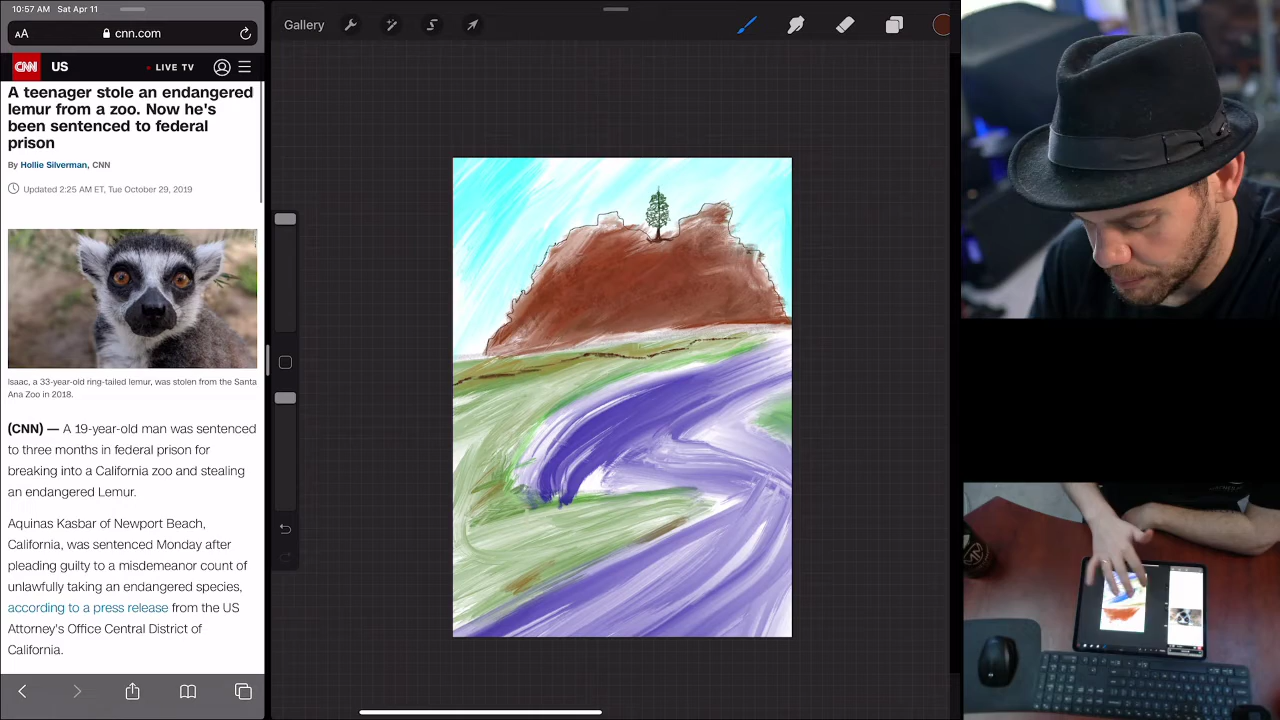 10:57 AM Sat Apr 11
AA cnn.com
CNN US LIVE TV
A teenager stole an endangered
lemur from a zoo. Now he's
been sentenced to federal
prison
By Hollie Silverman, CNN
Updated 2:25 AM ET, Tue October 29, 2019
Isaac, a 33-year-old ring-tailed lemur, was stolen from the Santa
Ana Zoo in 2018.
(CNN) — A 19-year-old man was sentenced
to three months in federal prison for
breaking into a California zoo and stealing
an endangered Lemur.
Aquinas Kasbar of Newport Beach,
California, was sentenced Monday after
pleading guilty to a misdemeanor count of
unlawfully taking an endangered species,
according to a press release from the US
Attorney's Office Central District of
California.
Gallery